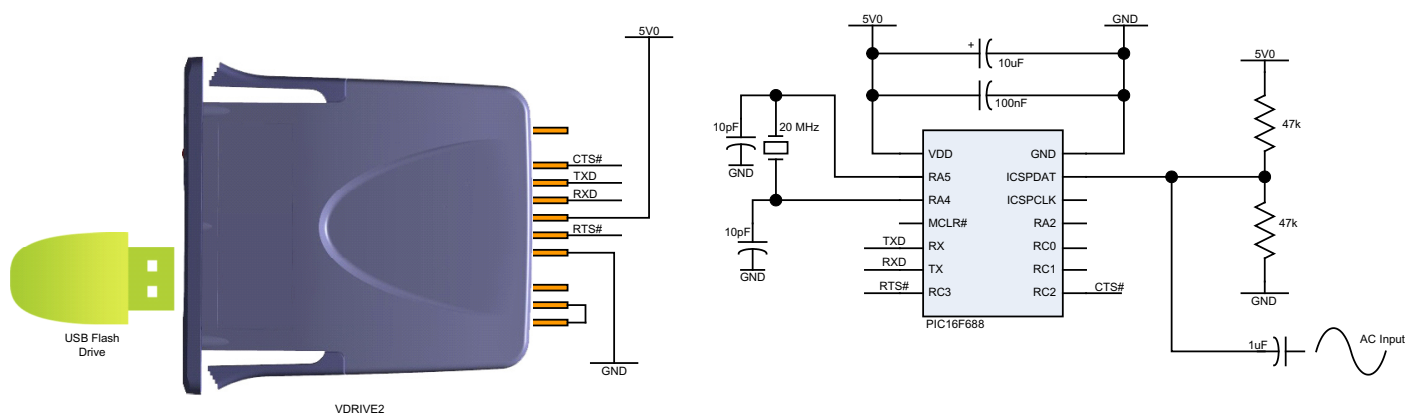 5V0
CTS#
TXD
RXD
RTS#
GND
USB Flash
Drive
VDRIVE2
5V0
GND
+
10uF
100nF
10pF
20 MHz
GND
10pF
GND
VDD
RA5
RA4
MCLR#
RX
TX
RC3
GND
ICSPDAT
ICSPCLK
RA2
RC0
RC1
RC2
TXD
RXD
RTS#
CTS#
PIC16F688
5V0
47k
47k
GND
1uF
AC Input